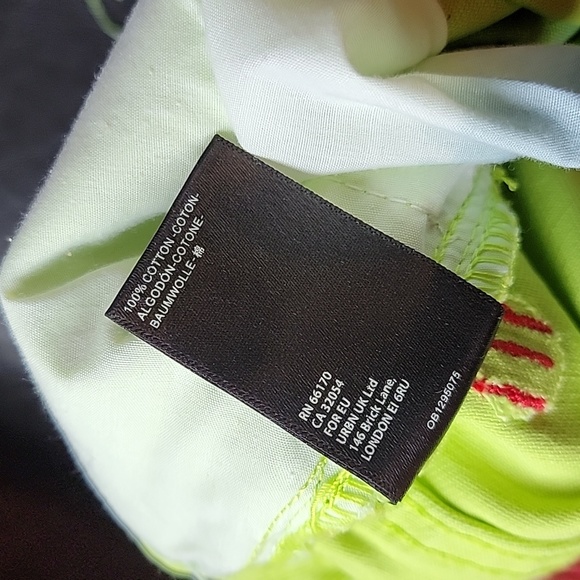 100% COTTON-COTON-
ALGODÓN-COTONE-
BAUMWOLLE-棉
RN 66170
CA 32054
FOR EU
URBN UK Ltd
146 Brick Lane,
LONDON EI 6RU
OB1296075